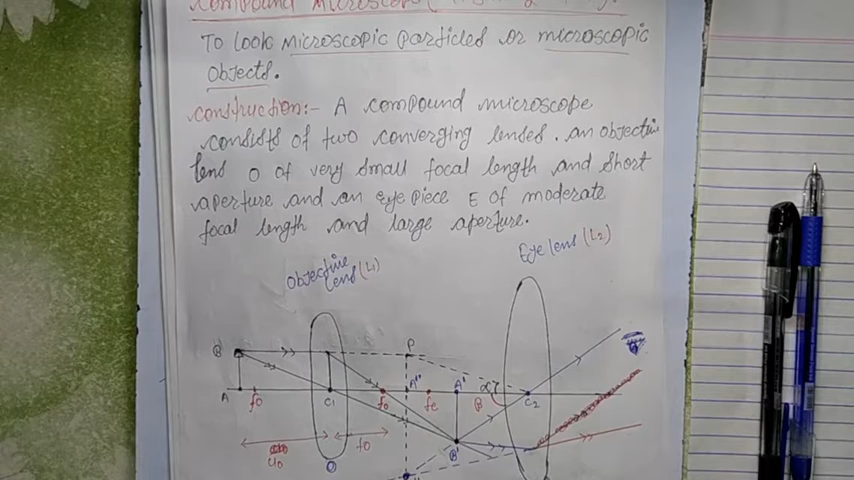 Compound Microscope
To look microscopic particles or microscopic
objects.
construction:- A compound microscope
consists of two converging lenses. an objective
lens O of very small focal length and short
aperture and an eye piece E of moderate
focal length and large aperture.
Objective
lens (L1)
Eye lens (L2)
B P
A fo C1 fo A" fe A' β α C2
B'
uo fo
O